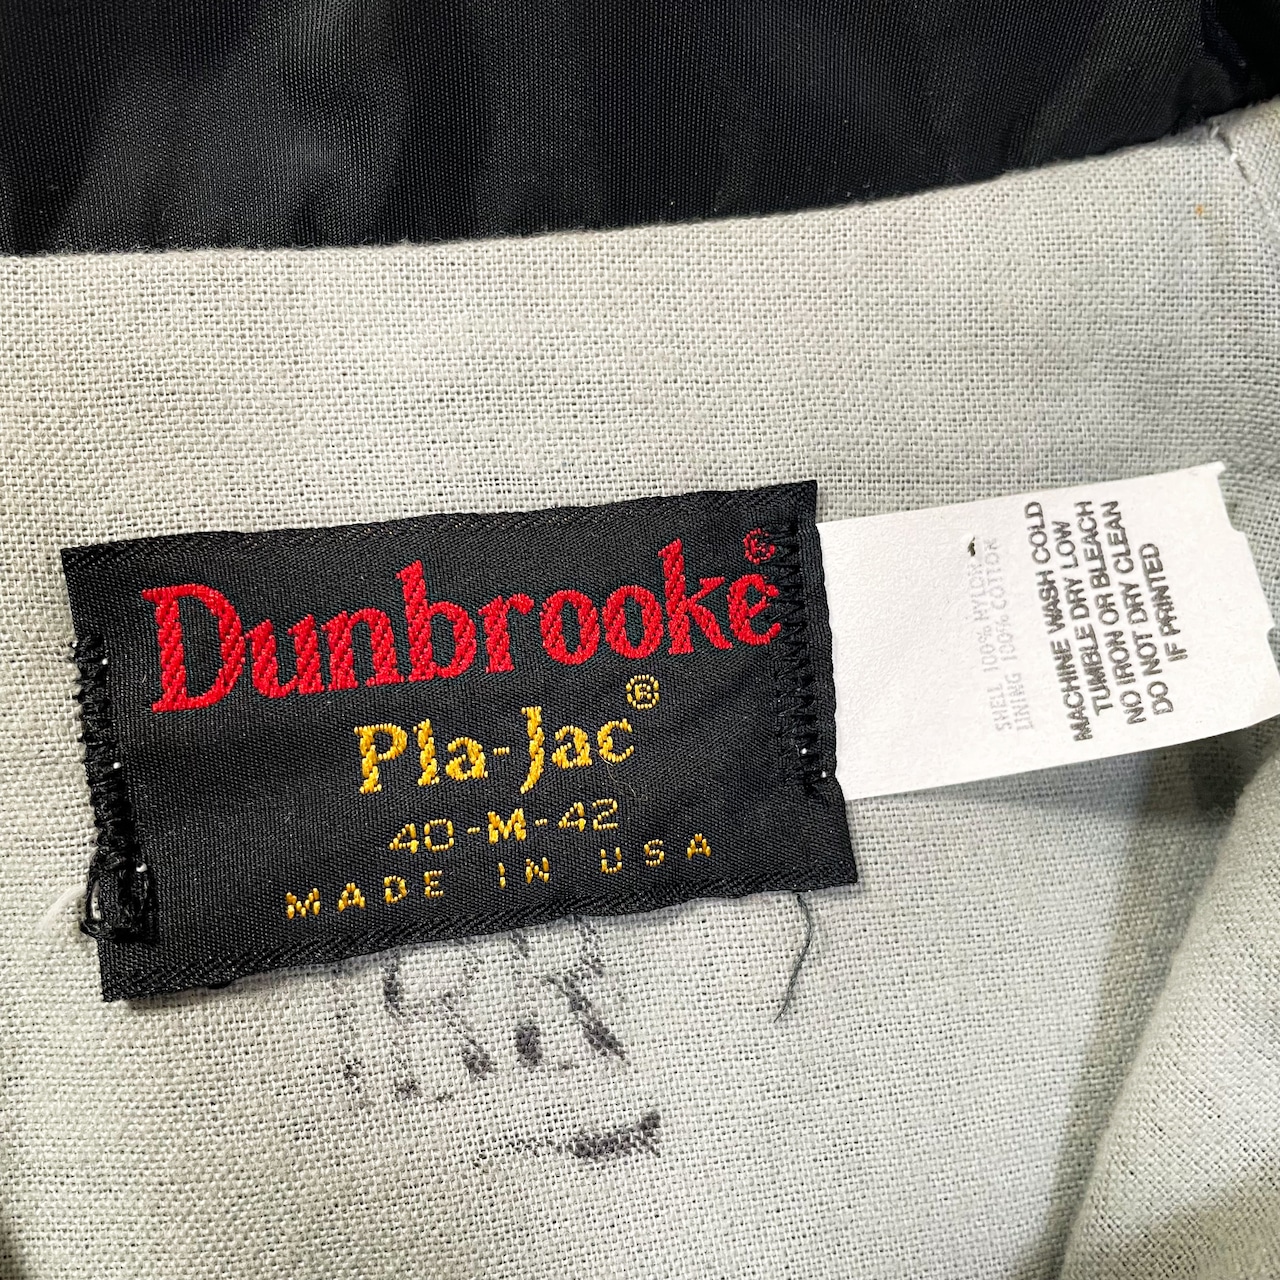 Dunbrooke®
Pla-Jac®
40-M-42
MADE IN USA
SHELL 100% NYLON
LINING 100% COTTON
MACHINE WASH COLD
TUMBLE DRY LOW
NO IRON OR BLEACH
DO NOT DRY CLEAN
IF PRINTED